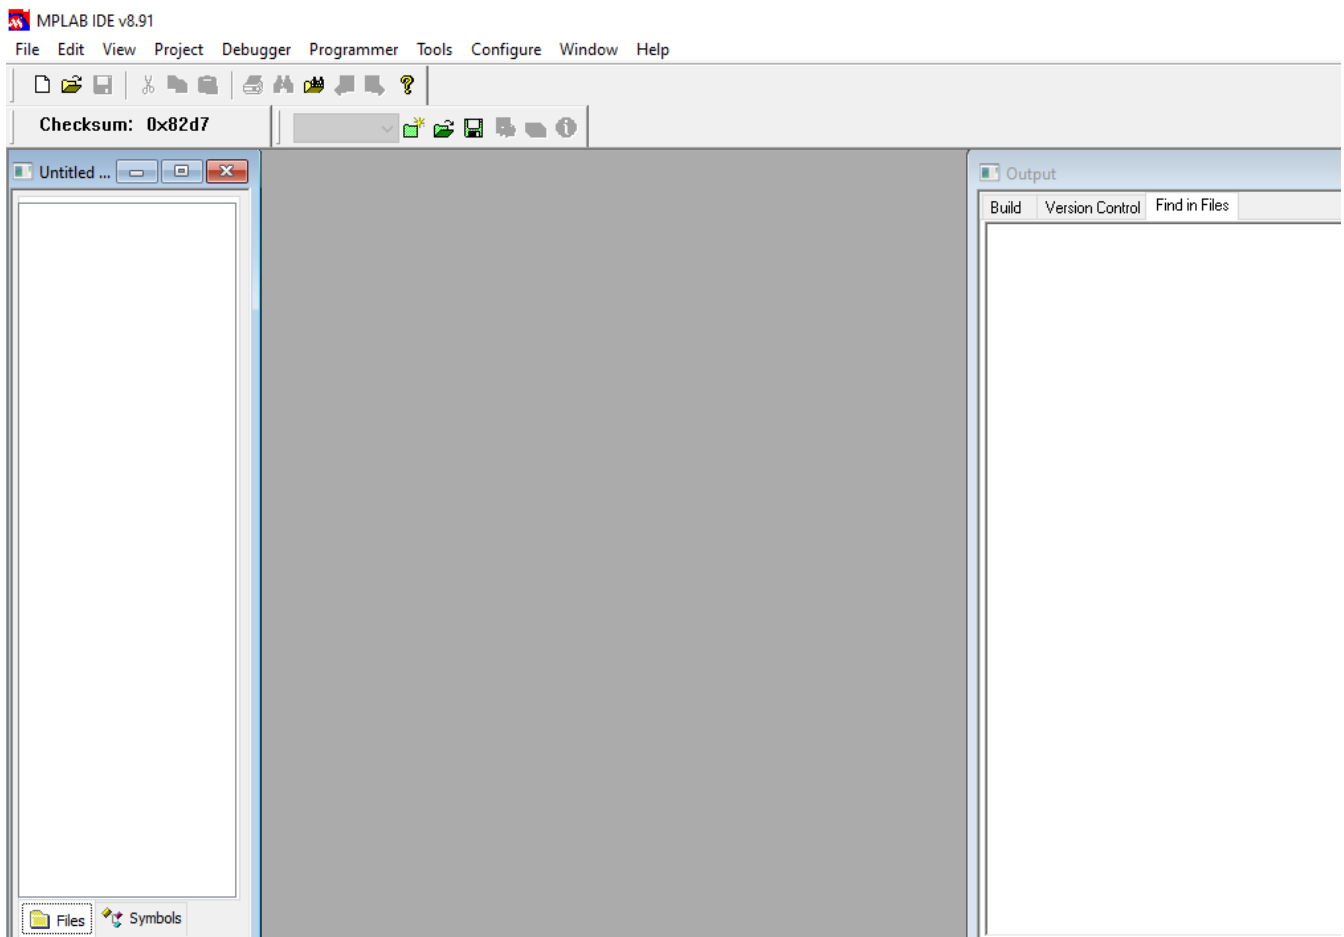 MPLAB IDE v8.91
File Edit View Project Debugger Programmer Tools Configure Window Help
Checksum: 0x82d7
Untitled ...
Output
Build Version Control Find in Files
Files Symbols